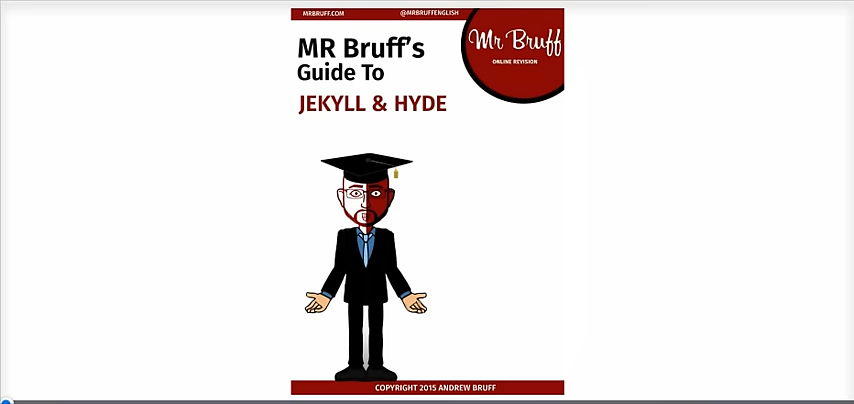 MRBRUFF.COM @MRBRUFFENGLISH
Mr Bruff
ONLINE REVISION
MR Bruff's
Guide To
JEKYLL & HYDE
COPYRIGHT 2015 ANDREW BRUFF